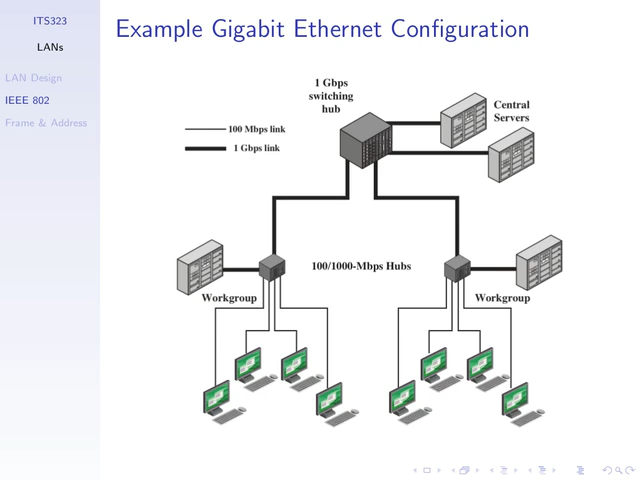 ITS323
LANs
LAN Design
IEEE 802
Frame & Address
Example Gigabit Ethernet Configuration
1 Gbps
switching
hub
Central
Servers
100 Mbps link
1 Gbps link
100/1000-Mbps Hubs
Workgroup
Workgroup